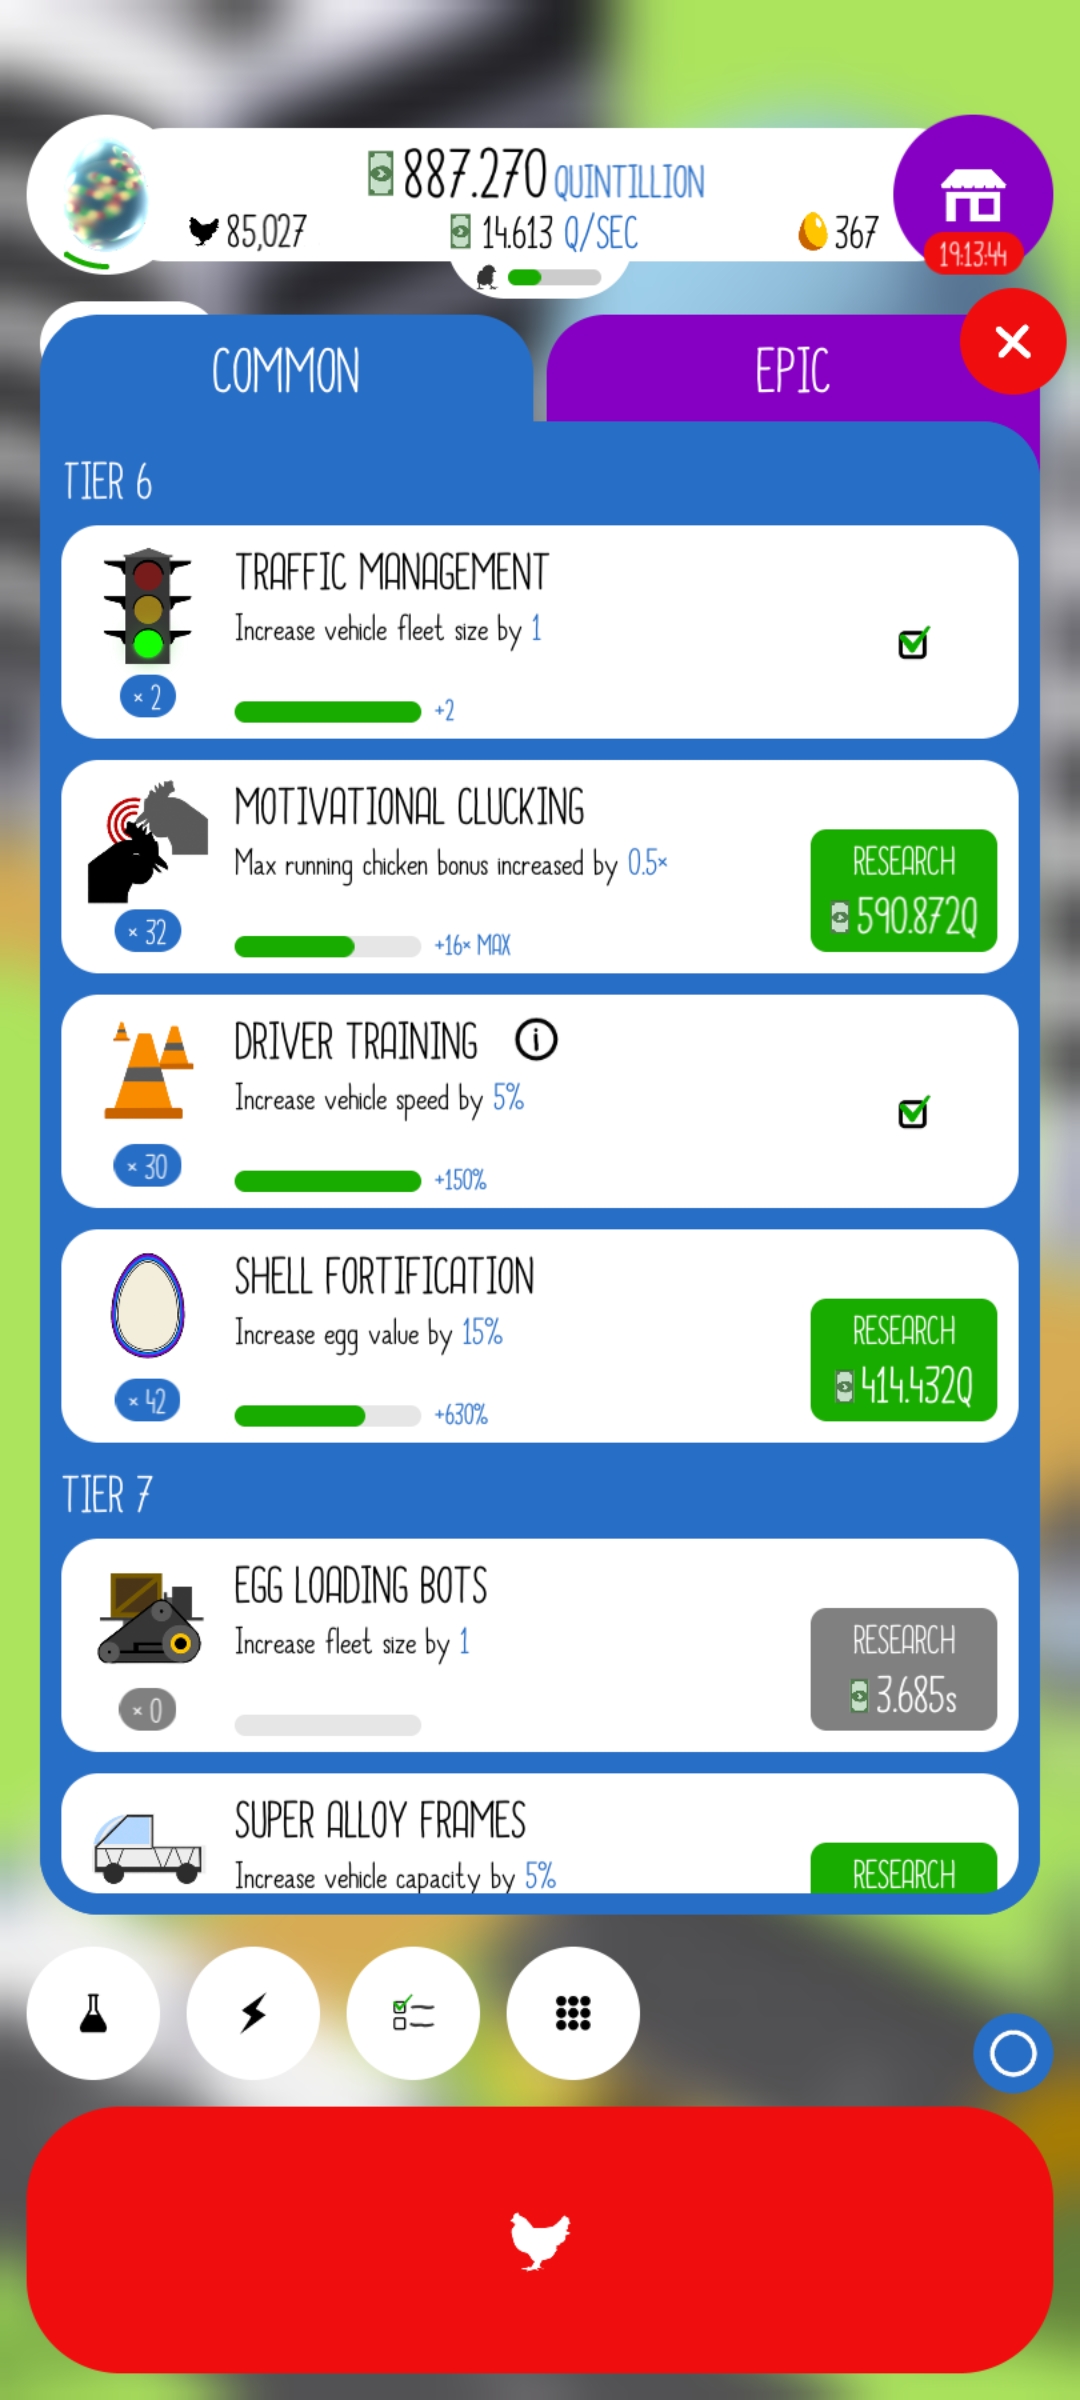 887.270 QUINTILLION
85,027
14.613 Q/SEC
367
19:13:44
COMMON
EPIC
TIER 6
TRAFFIC MANAGEMENT
Increase vehicle fleet size by 1
× 2
+2
MOTIVATIONAL CLUCKING
Max running chicken bonus increased by 0.5×
RESEARCH
590.872Q
× 32
+16× MAX
DRIVER TRAINING i
Increase vehicle speed by 5%
× 30
+150%
SHELL FORTIFICATION
Increase egg value by 15%
RESEARCH
414.432Q
× 42
+630%
TIER 7
EGG LOADING BOTS
Increase fleet size by 1
RESEARCH
3.685s
× 0
SUPER ALLOY FRAMES
Increase vehicle capacity by 5%
RESEARCH